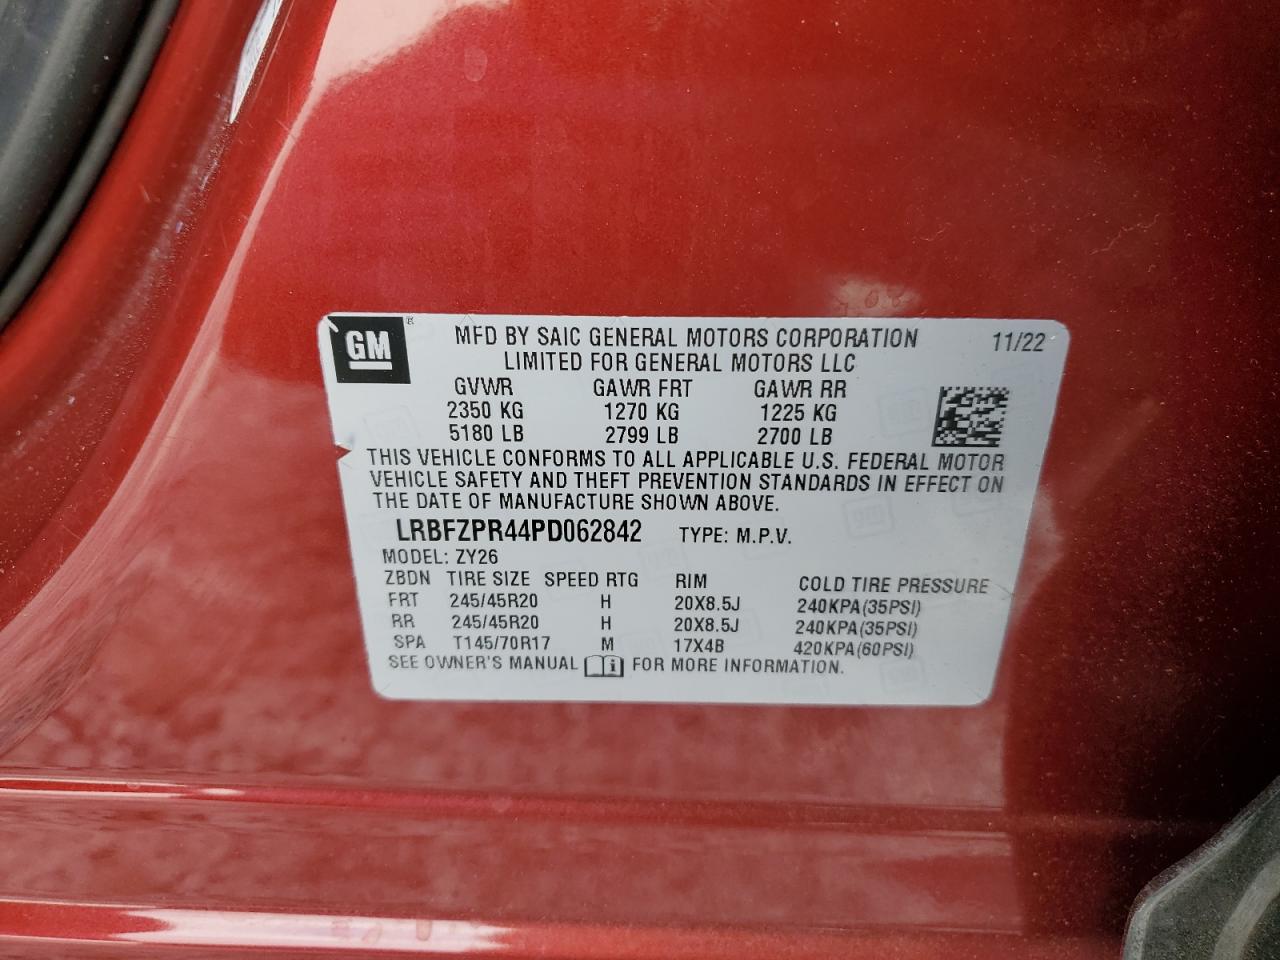 GM ® MFD BY SAIC GENERAL MOTORS CORPORATION 11/22
LIMITED FOR GENERAL MOTORS LLC
GVWR GAWR FRT GAWR RR
2350 KG 1270 KG 1225 KG
5180 LB 2799 LB 2700 LB
THIS VEHICLE CONFORMS TO ALL APPLICABLE U.S. FEDERAL MOTOR
VEHICLE SAFETY AND THEFT PREVENTION STANDARDS IN EFFECT ON
THE DATE OF MANUFACTURE SHOWN ABOVE.
LRBFZPR44PD062842 TYPE: M.P.V.
MODEL: ZY26
ZBDN TIRE SIZE SPEED RTG RIM COLD TIRE PRESSURE
FRT 245/45R20 H 20X8.5J 240KPA(35PSI)
RR 245/45R20 H 20X8.5J 240KPA(35PSI)
SPA T145/70R17 M 17X4B 420KPA(60PSI)
SEE OWNER'S MANUAL i FOR MORE INFORMATION.